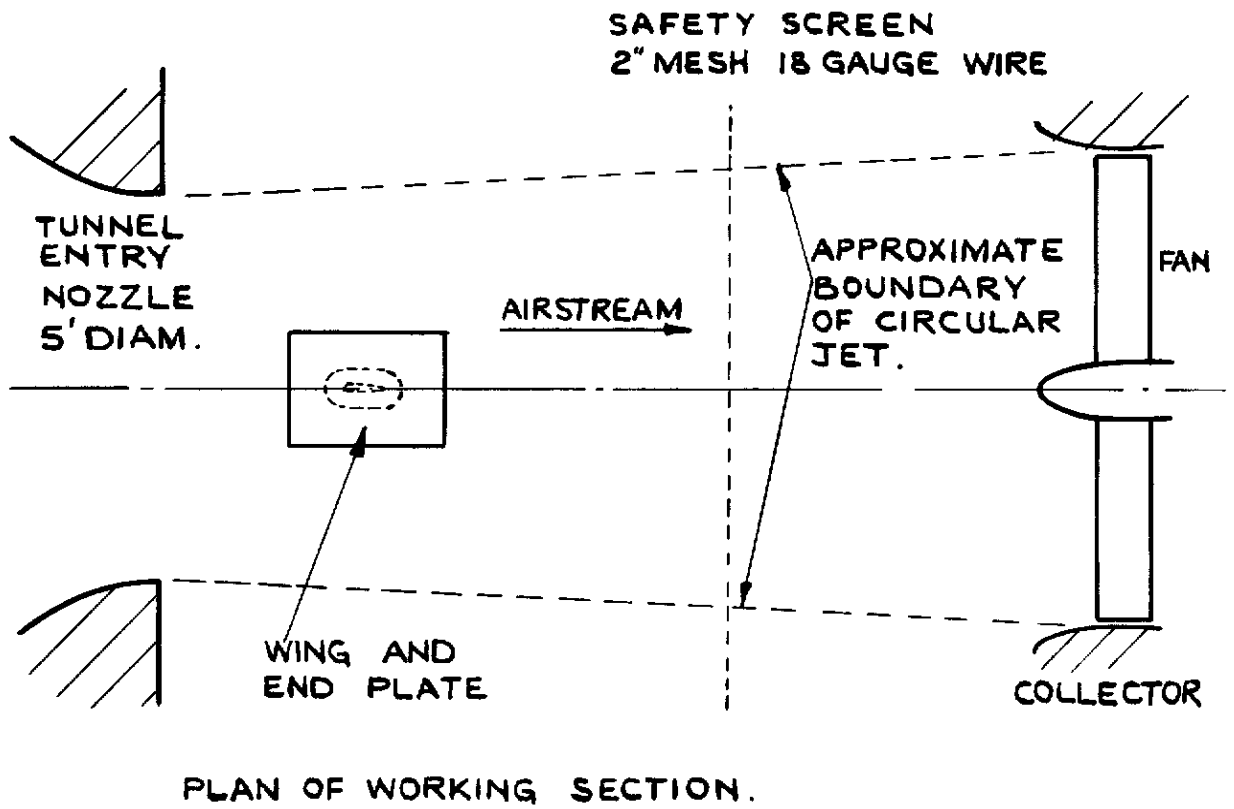 SAFETY SCREEN
2" MESH 18 GAUGE WIRE
TUNNEL
ENTRY
NOZZLE
5' DIAM.
AIRSTREAM
APPROXIMATE
BOUNDARY
OF CIRCULAR
JET.
FAN
WING AND
END PLATE
COLLECTOR
PLAN OF WORKING SECTION.